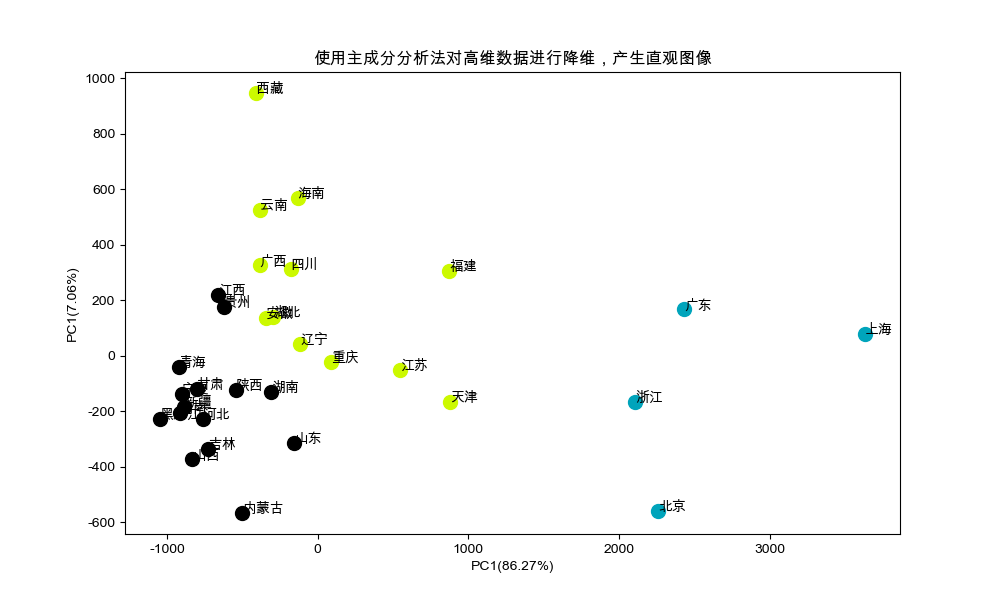 使用主成分分析法对高维数据进行降维，产生直观图像
1000
800
600
400
200
0
-200
-400
-600
PC1(7.06%)
西藏
海南
云南
广西
四川
福建
江西
贵州
广东
安徽
湖北
上海
辽宁
重庆
江苏
青海
甘肃
陕西
湖南
天津
浙江
河北
山东
吉林
山西
内蒙古
北京
-1000
0
1000
2000
3000
PC1(86.27%)